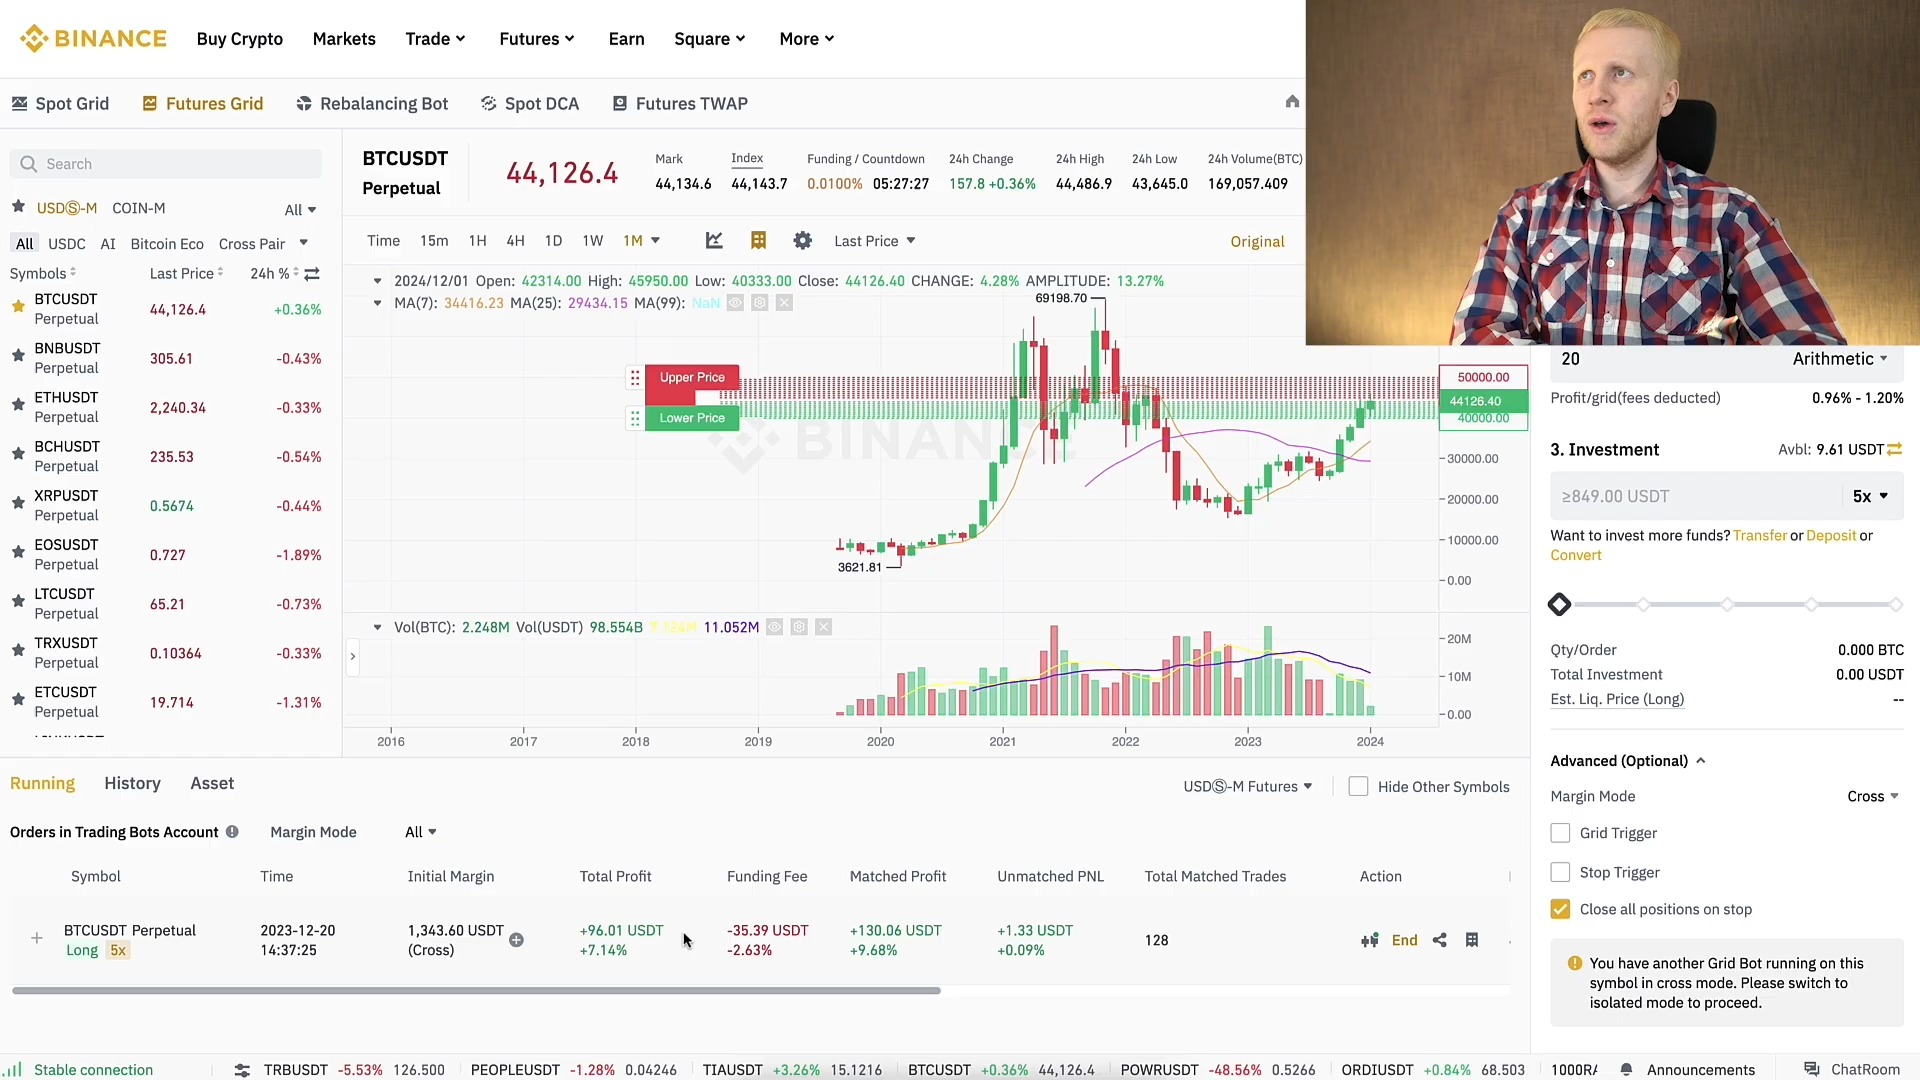 BINANCE Buy Crypto Markets Trade Futures Earn Square More
Spot Grid Futures Grid Rebalancing Bot Spot DCA Futures TWAP
Search
USDⓈ-M COIN-M All
All USDC AI Bitcoin Eco Cross Pair
Symbols Last Price 24h %
BTCUSDT
Perpetual 44,126.4 +0.36%
BNBUSDT
Perpetual 305.61 -0.43%
ETHUSDT
Perpetual 2,240.34 -0.33%
BCHUSDT
Perpetual 235.53 -0.54%
XRPUSDT
Perpetual 0.5674 -0.44%
EOSUSDT
Perpetual 0.727 -1.89%
LTCUSDT
Perpetual 65.21 -0.73%
TRXUSDT
Perpetual 0.10364 -0.33%
ETCUSDT
Perpetual 19.714 -1.31%
BTCUSDT
Perpetual
44,126.4
Mark
44,134.6
Index
44,143.7
Funding / Countdown
0.0100% 05:27:27
24h Change
157.8 +0.36%
24h High
44,486.9
24h Low
43,645.0
24h Volume(BTC)
169,057.409
Time 15m 1H 4H 1D 1W 1M Last Price Original
2024/12/01 Open: 42314.00 High: 45950.00 Low: 40333.00 Close: 44126.40 CHANGE: 4.28% AMPLITUDE: 13.27%
MA(7): 34416.23 MA(25): 29434.15 MA(99): NaN
69198.70
Upper Price
Lower Price
BINANCE
3621.81
50000.00
44126.40
40000.00
30000.00
20000.00
10000.00
0.00
Vol(BTC): 2.248M Vol(USDT) 98.554B 11.052M
20M
10M
0.00
2016 2017 2018 2019 2020 2021 2022 2023 2024
20 Arithmetic
Profit/grid(fees deducted) 0.96% - 1.20%
3. Investment Avbl: 9.61 USDT
≥849.00 USDT 5x
Want to invest more funds? Transfer or Deposit or
Convert
Qty/Order 0.000 BTC
Total Investment 0.00 USDT
Est. Liq. Price (Long) --
Advanced (Optional)
Margin Mode Cross
Grid Trigger
Stop Trigger
Close all positions on stop
You have another Grid Bot running on this
symbol in cross mode. Please switch to
isolated mode to proceed.
Running History Asset USDⓈ-M Futures Hide Other Symbols
Orders in Trading Bots Account Margin Mode All
Symbol Time Initial Margin Total Profit Funding Fee Matched Profit Unmatched PNL Total Matched Trades Action
BTCUSDT Perpetual 2023-12-20 1,343.60 USDT +96.01 USDT -35.39 USDT +130.06 USDT +1.33 USDT 128 End
Long 5x 14:37:25 (Cross) +7.14% -2.63% +9.68% +0.09%
Stable connection TRBUSDT -5.53% 126.500 PEOPLEUSDT -1.28% 0.04246 TIAUSDT +3.26% 15.1216 BTCUSDT +0.36% 44,126.4 POWRUSDT -48.56% 0.5266 ORDIUSDT +0.84% 68.503 1000RA Announcements ChatRoom